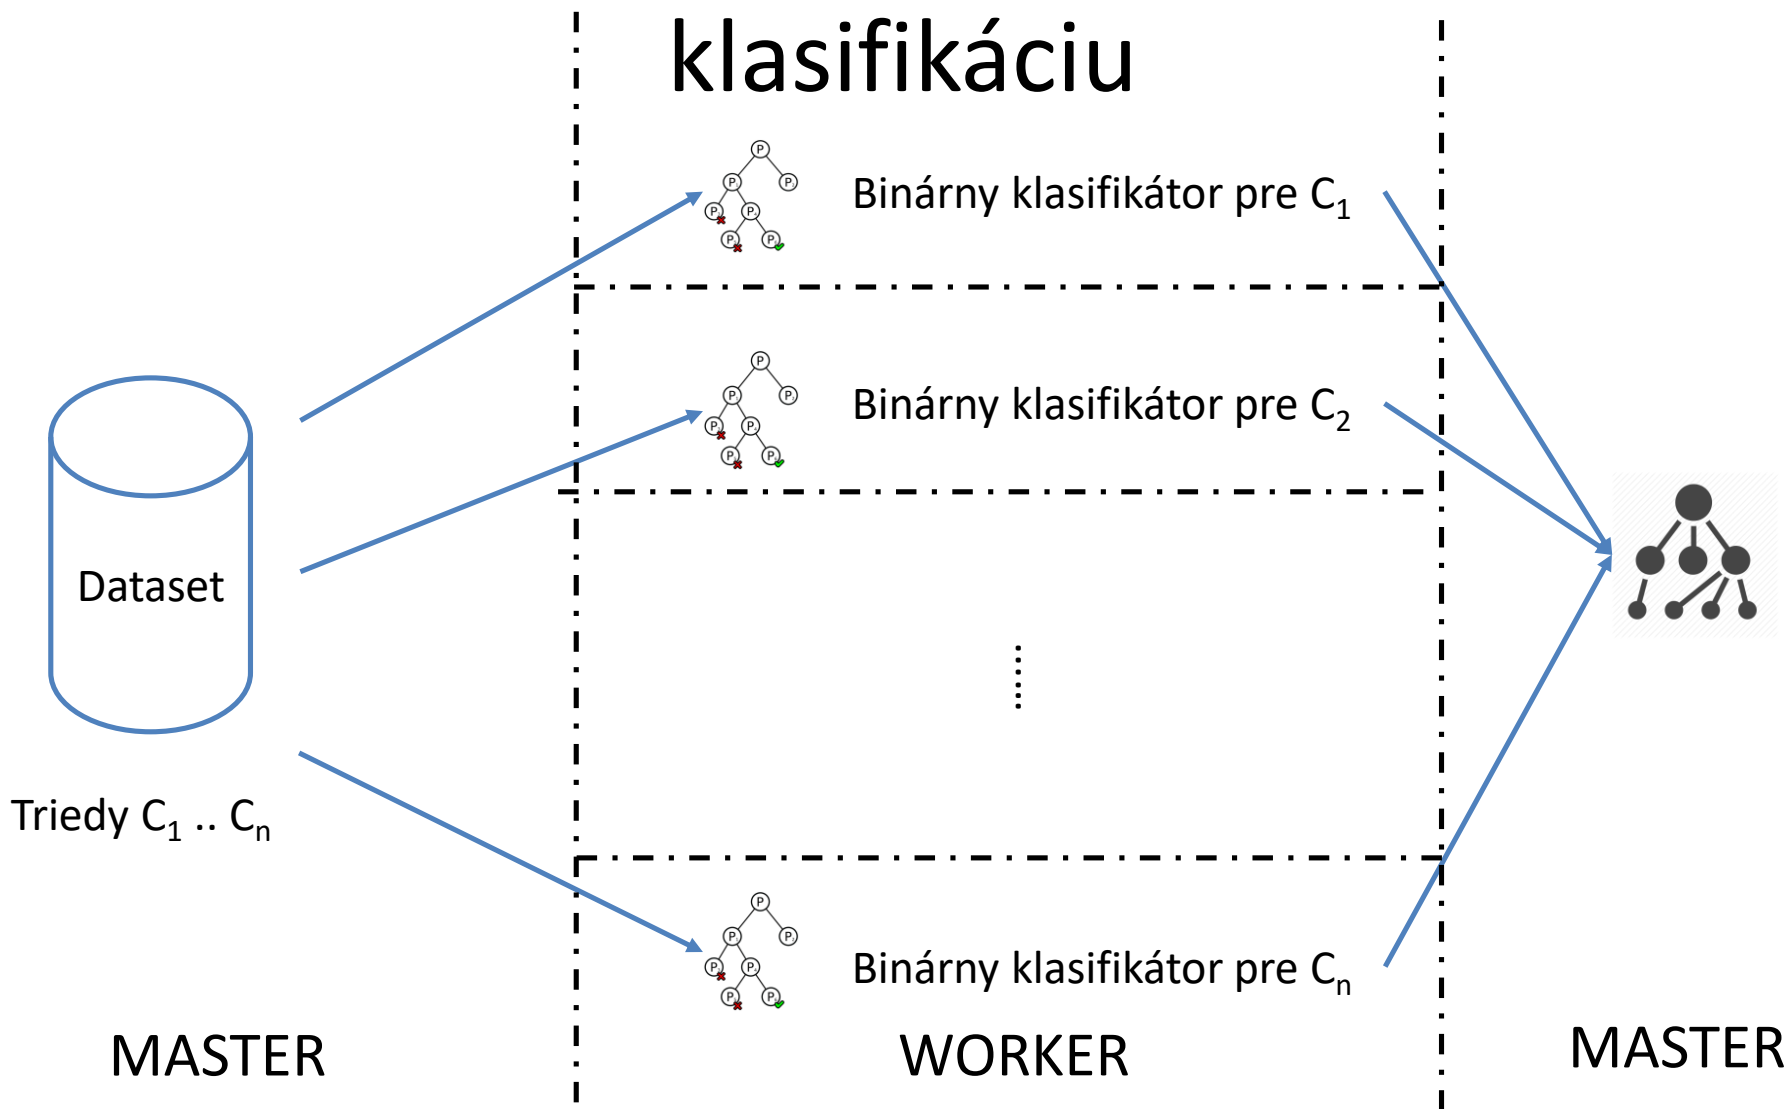 klasifikáciu
P
Binárny klasifikátor pre C1
P
Binárny klasifikátor pre C2
Dataset
Triedy C1 .. Cn
P
Binárny klasifikátor pre Cn
MASTER
WORKER
MASTER